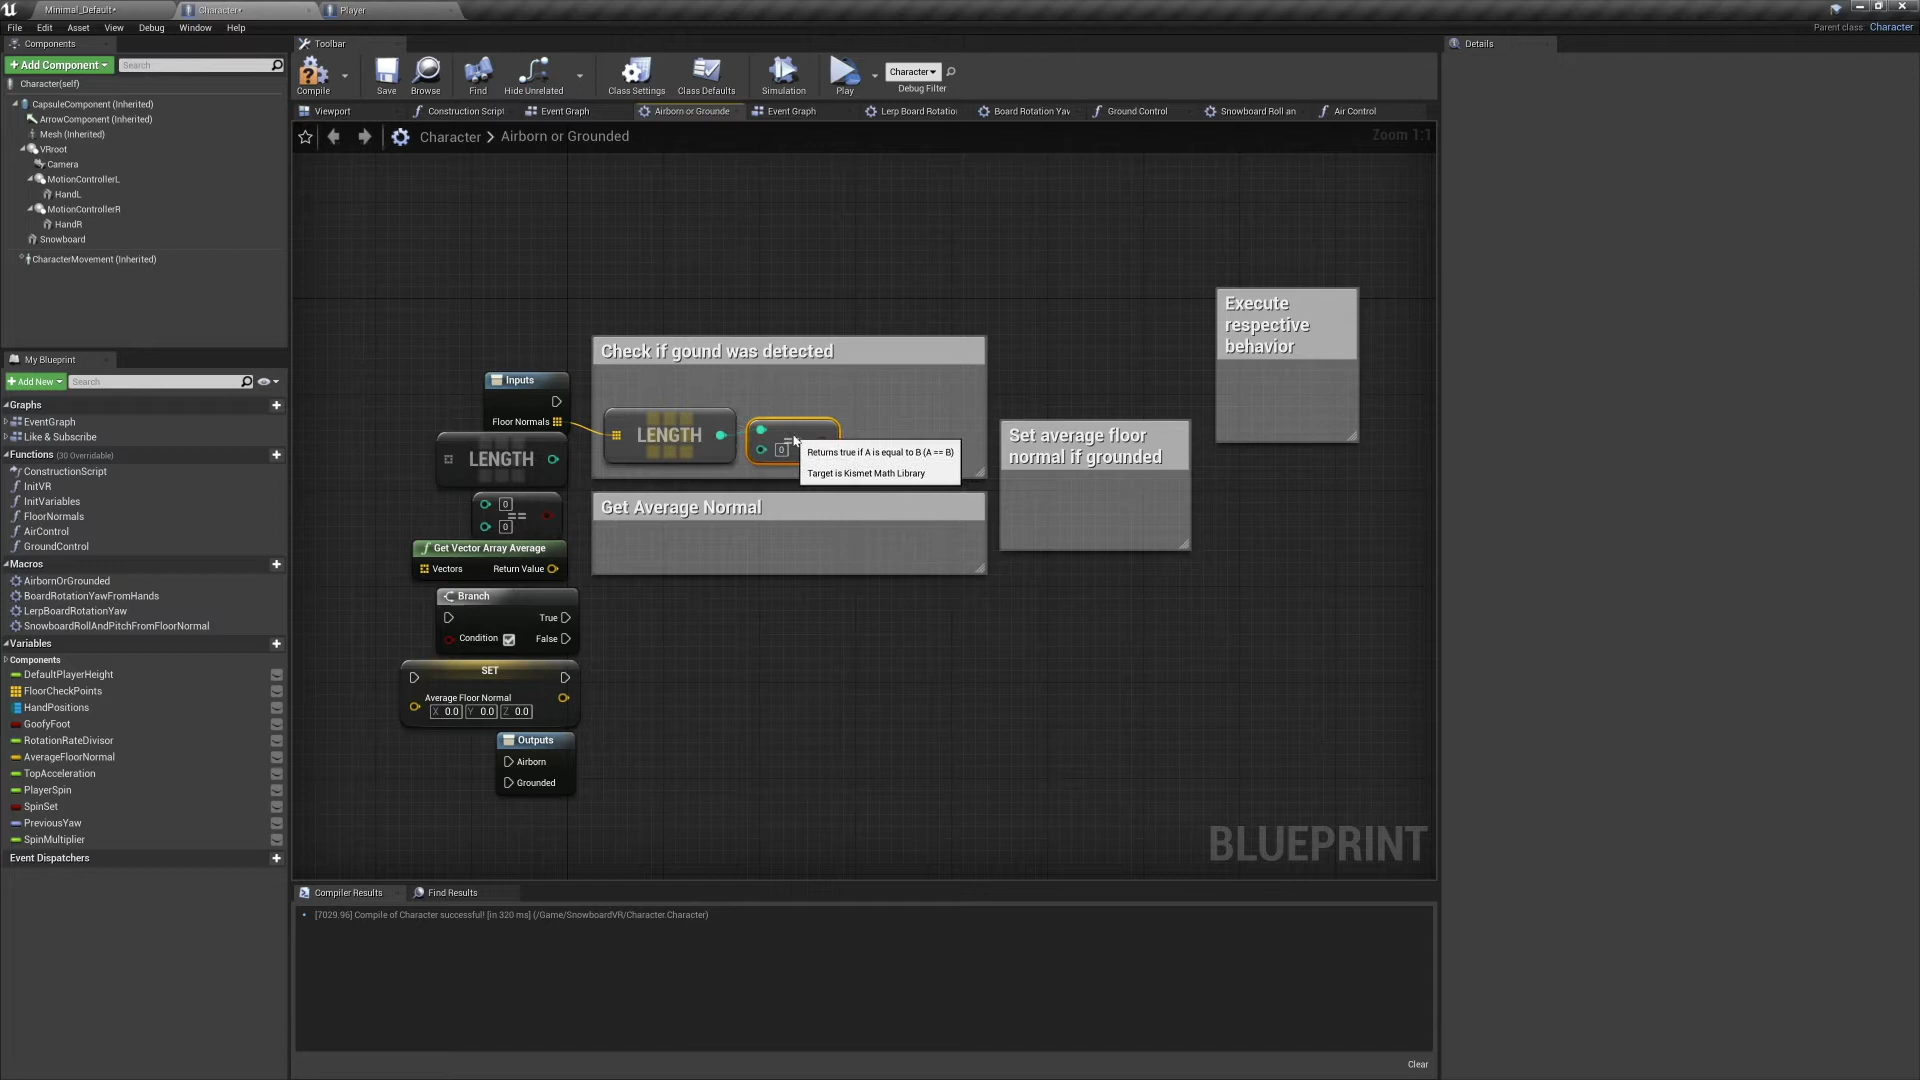 Minimal_Default*
Character*
Player
File Edit Asset View Debug Window Help
Parent class: Character
Components
+ Add Component
Search
Character(self)
CapsuleComponent (Inherited)
ArrowComponent (Inherited)
Mesh (Inherited)
VRroot
Camera
MotionControllerL
HandL
MotionControllerR
HandR
Snowboard
CharacterMovement (Inherited)
My Blueprint
+ Add New
Search
Graphs
EventGraph
Like & Subscribe
Functions (30 Overridable)
ConstructionScript
InitVR
InitVariables
FloorNormals
AirControl
GroundControl
Macros
AirbornOrGrounded
BoardRotationYawFromHands
LerpBoardRotationYaw
SnowboardRollAndPitchFromFloorNormal
Variables
Components
DefaultPlayerHeight
FloorCheckPoints
HandPositions
GoofyFoot
RotationRateDivisor
AverageFloorNormal
TopAcceleration
PlayerSpin
SpinSet
PreviousYaw
SpinMultiplier
Event Dispatchers
Toolbar
Compile
Save
Browse
Find
Hide Unrelated
Class Settings
Class Defaults
Simulation
Play
Character
Debug Filter
Viewport
Construction Scrip
Event Graph
Airborn or Grounde
Event Graph
Lerp Board Rotatio
Board Rotation Yav
Ground Control
Snowboard Roll an
Air Control
Character > Airborn or Grounded
Zoom 1:1
Check if gound was detected
Inputs
Floor Normals
LENGTH
0
Returns true if A is equal to B (A == B)
Target is Kismet Math Library
Execute
respective
behavior
Set average floor
normal if grounded
Get Average Normal
LENGTH
0
==
0
Get Vector Array Average
Vectors Return Value
Branch
True
Condition False
SET
Average Floor Normal
X 0.0 Y 0.0 Z 0.0
Outputs
Airborn
Grounded
BLUEPRINT
Compiler Results
Find Results
[7029.96] Compile of Character successful! [in 320 ms] (/Game/SnowboardVR/Character.Character)
Clear
Details